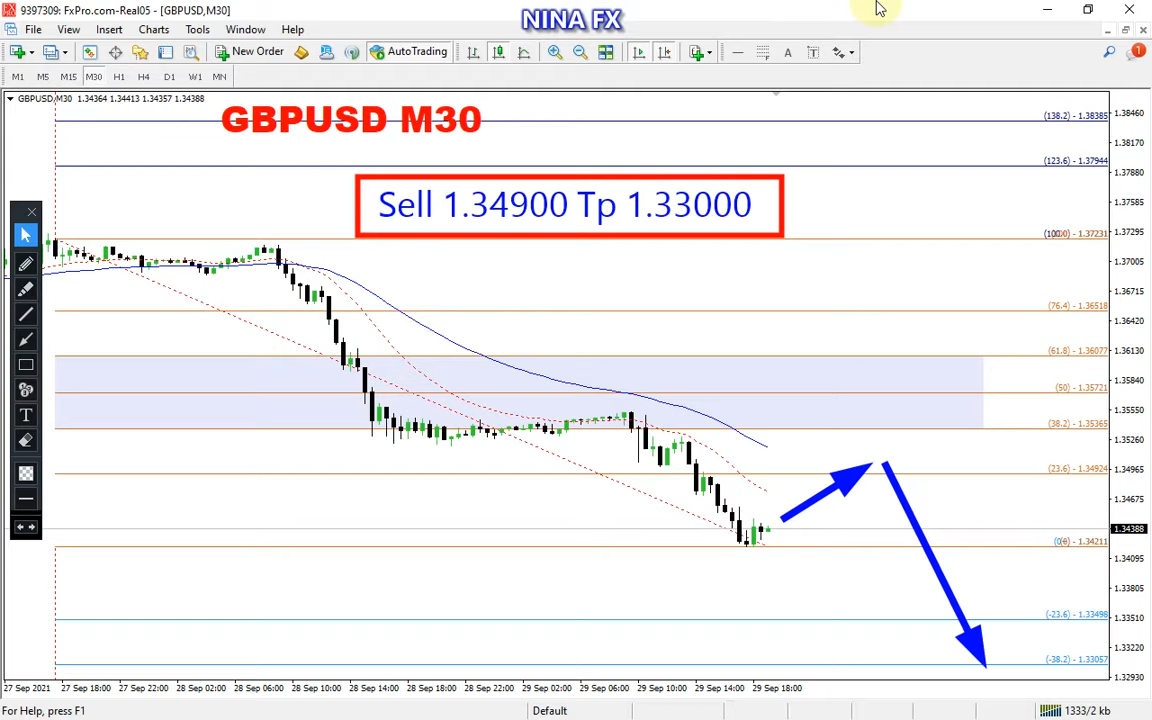 9397309: FxPro.com-Real05 - [GBPUSD,M30]
NINA FX
File View Insert Charts Tools Window Help
New Order AutoTrading
1
M1 M5 M15 M30 H1 H4 D1 W1 MN
GBPUSD,M30 1.34364 1.34413 1.34357 1.34388
GBPUSD M30
Sell 1.34900 Tp 1.33000
(138.2) - 1.38385
(123.6) - 1.37944
1.37231
(76.4) - 1.36518
(61.8) - 1.36077
(50) - 1.35721
(38.2) - 1.35365
(23.6) - 1.34924
1.34211
(-23.6) - 1.33498
(-38.2) - 1.33057
1.38460
1.38170
1.37880
1.37585
1.37295
1.37005
1.36715
1.36420
1.36130
1.35840
1.35550
1.35260
1.34965
1.34675
1.34388
1.34095
1.33805
1.33510
1.33220
1.32930
T
27 Sep 2021 27 Sep 18:00 27 Sep 22:00 28 Sep 02:00 28 Sep 06:00 28 Sep 10:00 28 Sep 14:00 28 Sep 18:00 28 Sep 22:00 29 Sep 02:00 29 Sep 06:00 29 Sep 10:00 29 Sep 14:00 29 Sep 18:00
For Help, press F1
Default
1333/2 kb